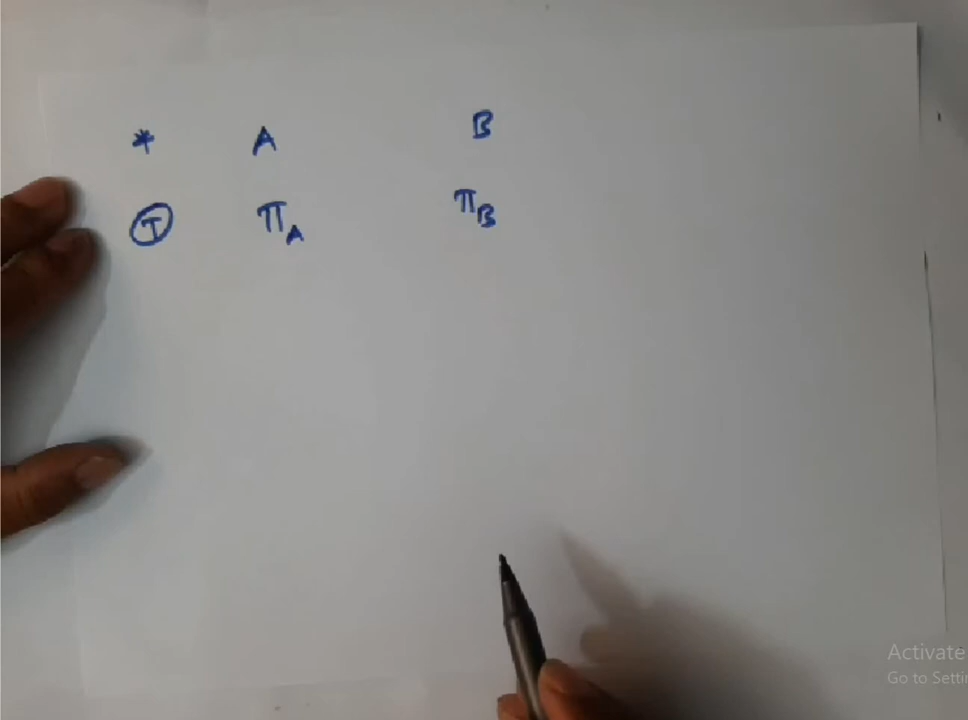 * A B
Ⓘ π_A π_B
Activate
Go to Setti